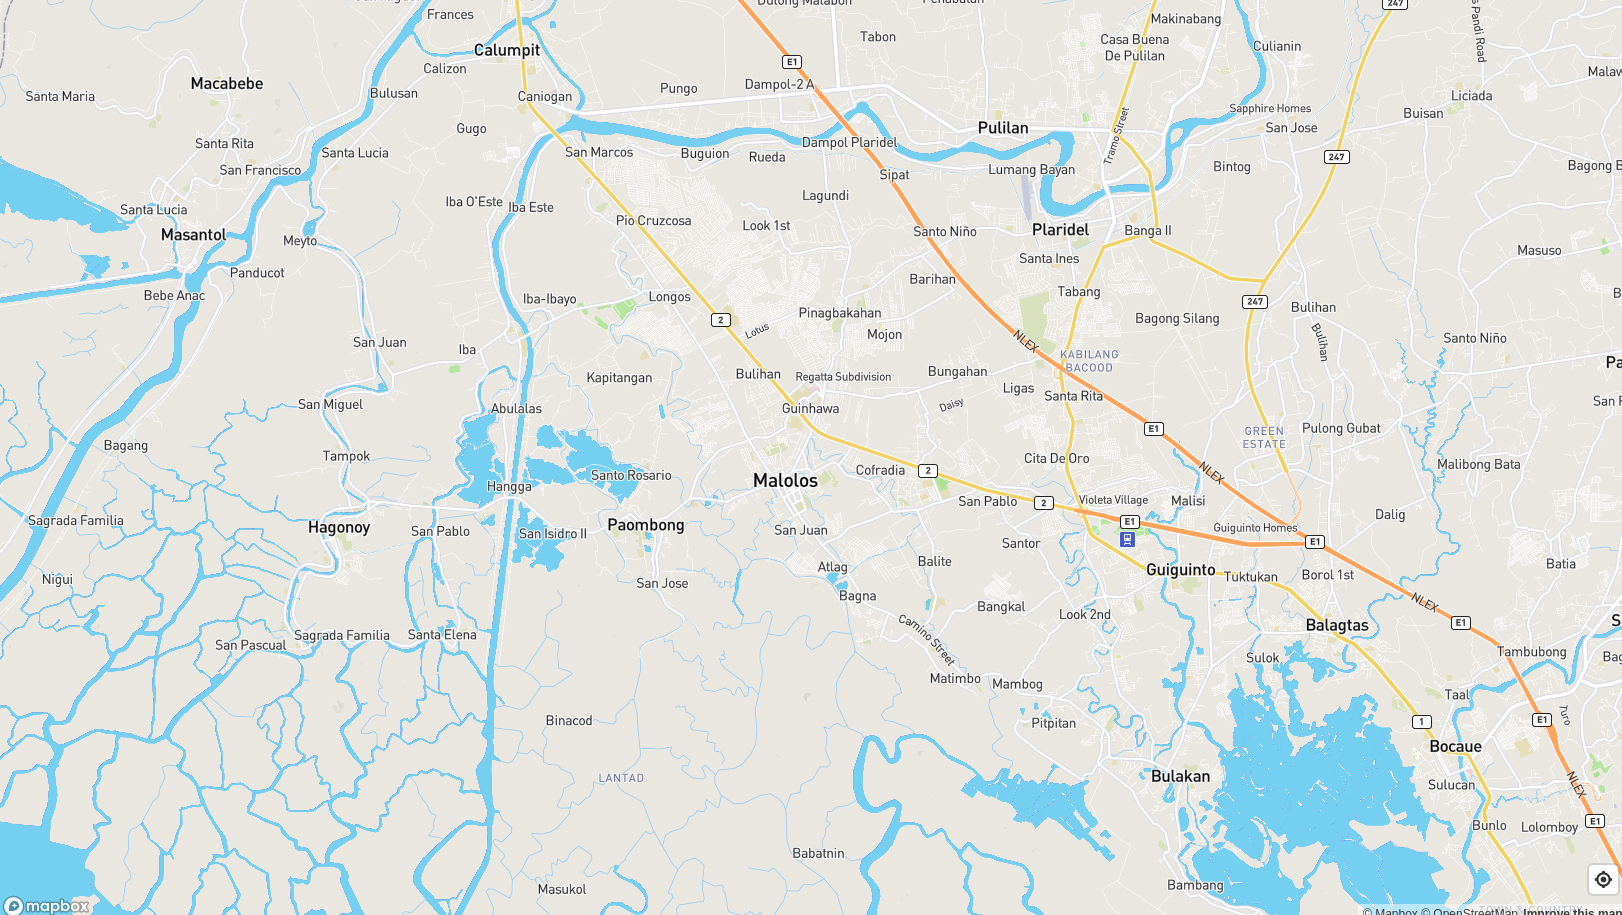 San Miguel
Dulong Malabon
Penabulan
247
Frances
Makinabang
Pandi Road
Tabon
Casa Buena
De Pulilan
Culianin
Calumpit
E1
Calizon
Malaw
Macabebe
Dampol-2 A
Pungo
Bulusan
Santa Maria
Caniogan
Liciada
Sapphire Homes
Buisan
Gugo
Pulilan
San Jose
Tramo Street
Santa Rita
Dampol Plaridel
San Marcos
Buguion
Rueda
Santa Lucia
247
San Francisco
Sipat
Lumang Bayan
Bintog
Bagong B
Lagundi
Iba O'Este
Iba Este
Santa Lucia
Pio Cruzcosa
Look 1st
Masantol
Meyto
Santo Niño
Plaridel
Banga II
Masuso
Santa Ines
Panducot
Barihan
Bebe Anac
Iba-Ibayo
Longos
Tabang
247
Bulihan
B
2
Lotus
Pinagbakahan
Bagong Silang
Mojon
San Juan
Iba
NLEX
Bulihan
Santo Niño
KABILANG
BACOOD
Pa
Kapitangan
Bulihan
Regatta Subdivision
Bungahan
Ligas
Santa Rita
San Miguel
Abulalas
Guinhawa
Daisy
San F
E1
Pulong Gubat
GREEN
ESTATE
Bagang
Tampok
Cita De Oro
Malibong Bata
NLEX
Santo Rosario
Malolos
Cofradia
2
Hangga
San Pablo
2
Violeta Village
Malisi
Sagrada Familia
Hagonoy
San Pablo
San Isidro II
Paombong
San Juan
E1
Guiguinto Homes
Dalig
Santor
E1
Balite
Atlag
Guiguinto
Tuktukan
Borol 1st
Batia
Nigui
San Jose
Bagna
Bangkal
Look 2nd
NLEX
Camino Street
Balagtas
E1
S
San Pascual
Sagrada Familia
Santa Elena
Sulok
Tambubong
Bag
Matimbo
Mambog
Taal
Turo
Binacod
Pitpitan
1
E1
Bocaue
LANTAD
Bulakan
Sulucan
NLEX
Bunlo
E1
Lolomboy
Babatnin
Masukol
Bambang
mapbox
TOWN & COUNTRY
© Mapbox © OpenStreetMap Improve this map